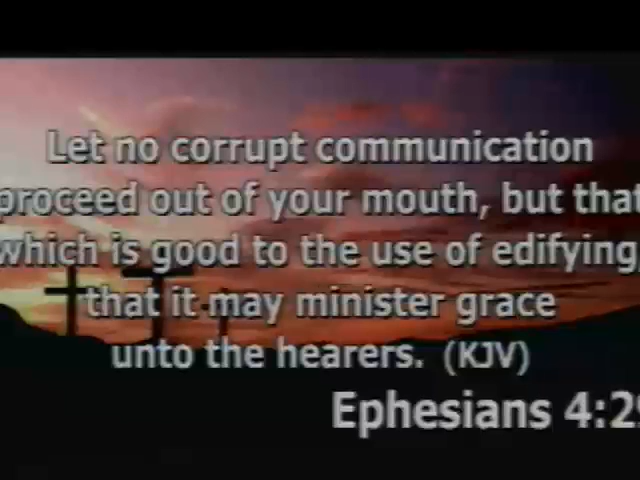 Let no corrupt communication
proceed out of your mouth, but that
which is good to the use of edifying,
that it may minister grace
unto the hearers. (KJV)
Ephesians 4:29